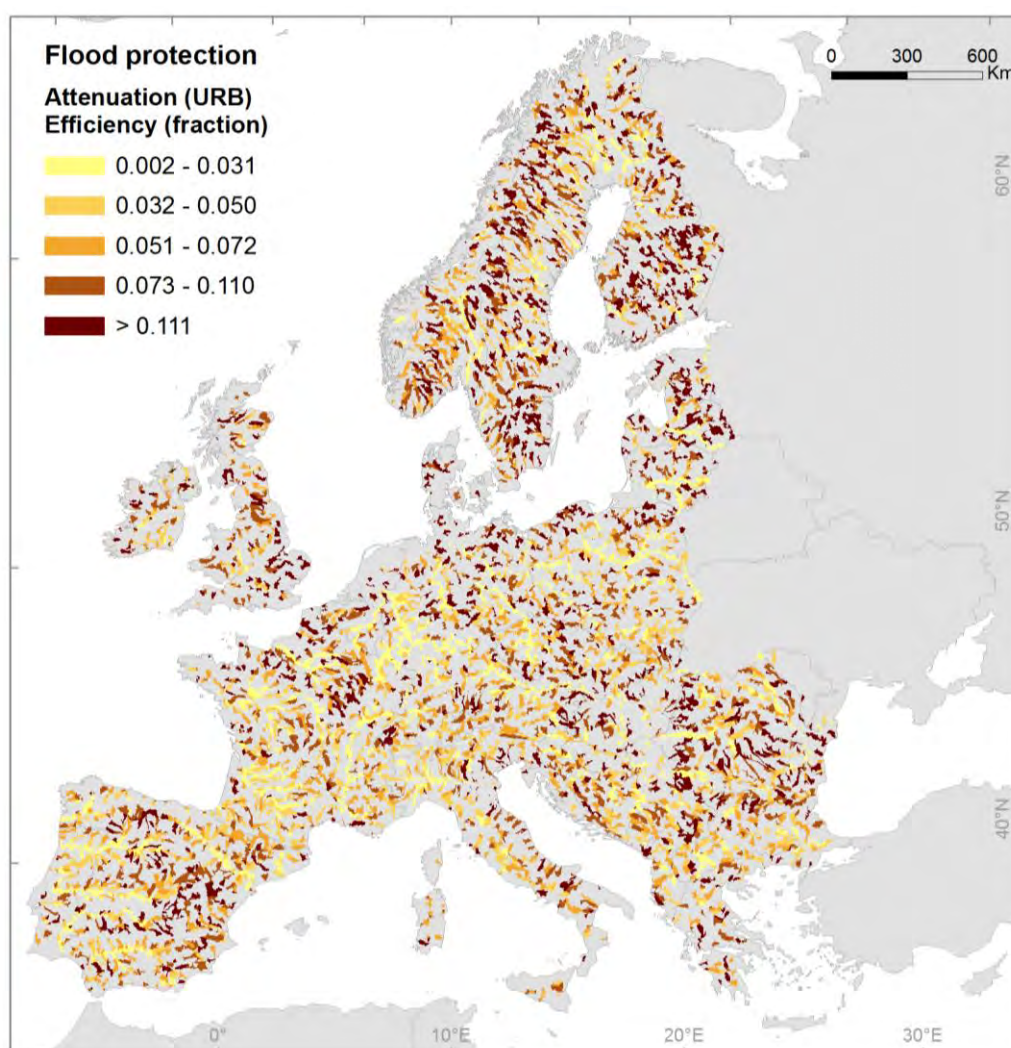 Flood protection
Attenuation (URB)
Efficiency (fraction)
0.002 - 0.031
0.032 - 0.050
0.051 - 0.072
0.073 - 0.110
> 0.111
0 300 600
Km
60°N
50°N
40°N
0° 10°E 20°E 30°E